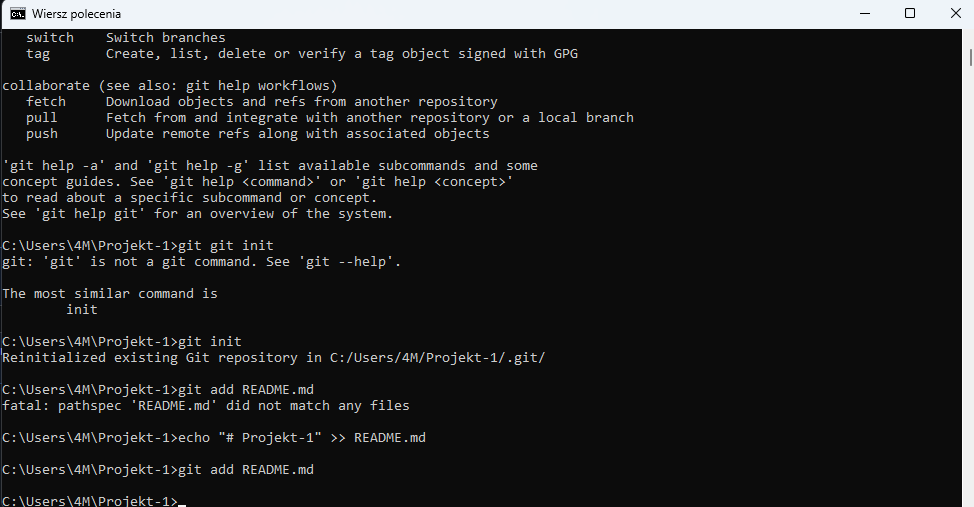 Wiersz polecenia
switch Switch branches
tag Create, list, delete or verify a tag object signed with GPG
collaborate (see also: git help workflows)
fetch Download objects and refs from another repository
pull Fetch from and integrate with another repository or a local branch
push Update remote refs along with associated objects
'git help -a' and 'git help -g' list available subcommands and some
concept guides. See 'git help <command>' or 'git help <concept>'
to read about a specific subcommand or concept.
See 'git help git' for an overview of the system.
C:\Users\4M\Projekt-1>git git init
git: 'git' is not a git command. See 'git --help'.
The most similar command is
init
C:\Users\4M\Projekt-1>git init
Reinitialized existing Git repository in C:/Users/4M/Projekt-1/.git/
C:\Users\4M\Projekt-1>git add README.md
fatal: pathspec 'README.md' did not match any files
C:\Users\4M\Projekt-1>echo "# Projekt-1" >> README.md
C:\Users\4M\Projekt-1>git add README.md
C:\Users\4M\Projekt-1>